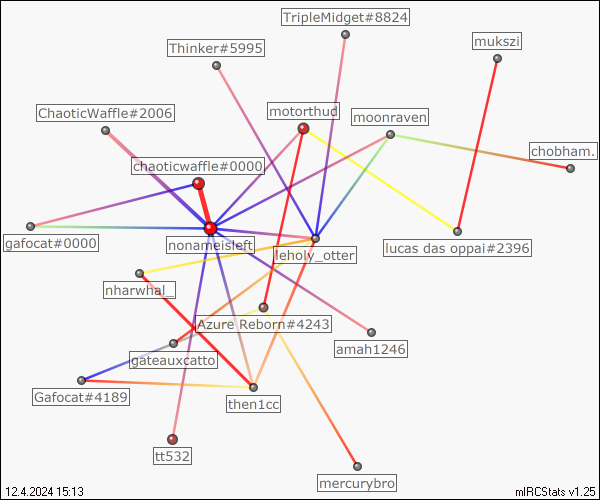 TripleMidget#8824
Thinker#5995
mukszi
ChaoticWaffle#2006
motorthud
moonraven
chobham.
chaoticwaffle#0000
gafocat#0000
nonameisleft
leholy_otter
lucas das oppai#2396
nharwhal_
Azure Reborn#4243
amah1246
gateauxcatto
Gafocat#4189
then1cc
tt532
mercurybro
12.4.2024 15:13
mIRCStats v1.25